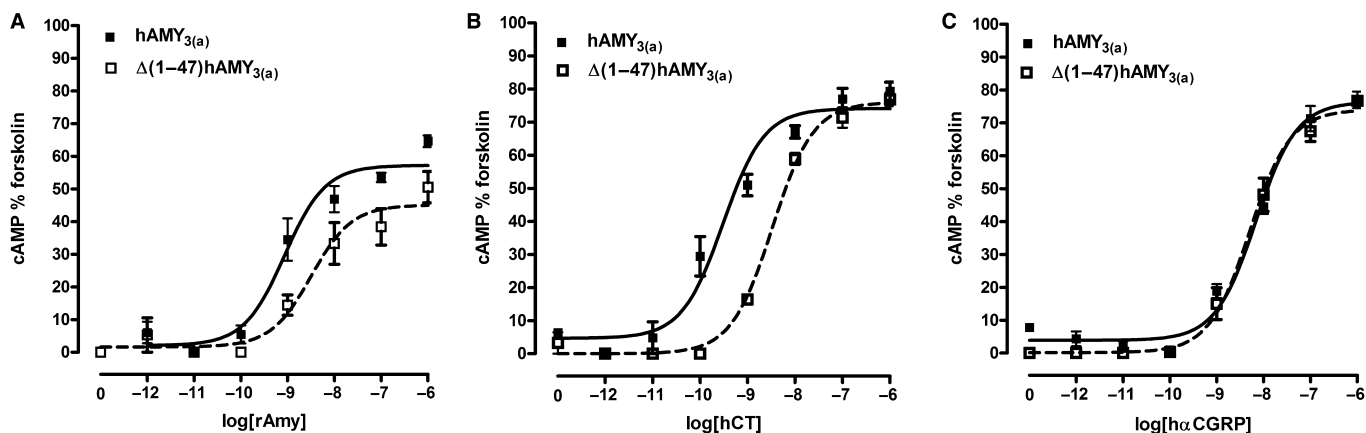 A
hAMY3(a)
Δ(1–47)hAMY3(a)
cAMP % forskolin
100
90
80
70
60
50
40
30
20
10
0
0 –12 –11 –10 –9 –8 –7 –6
log[rAmy]
B
hAMY3(a)
Δ(1–47)hAMY3(a)
cAMP % forskolin
100
90
80
70
60
50
40
30
20
10
0
0 –12 –11 –10 –9 –8 –7 –6
log[hCT]
C
hAMY3(a)
Δ(1–47)hAMY3(a)
cAMP % forskolin
100
90
80
70
60
50
40
30
20
10
0
0 –12 –11 –10 –9 –8 –7 –6
log[hαCGRP]